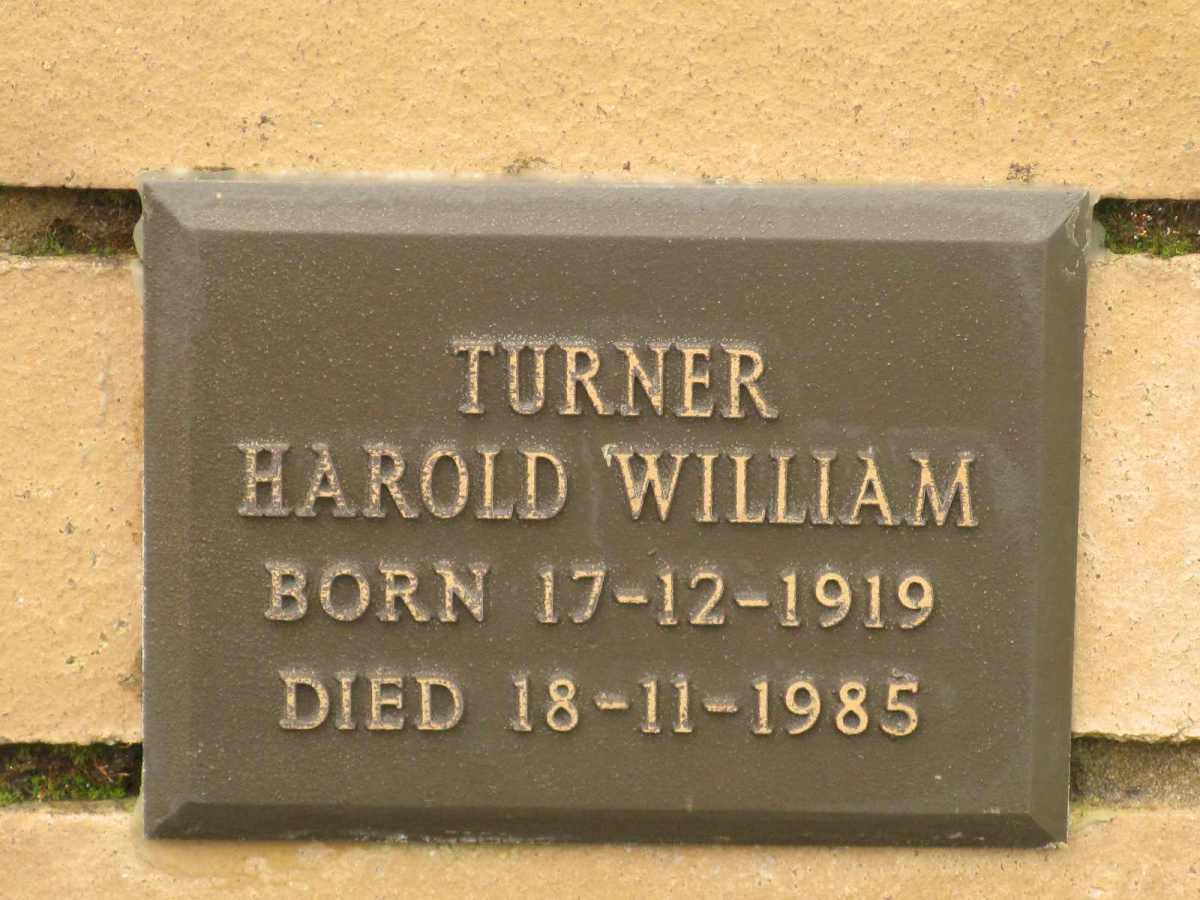 TURNER
HAROLD WILLIAM
BORN 17-12-1919
DIED 18-11-1985